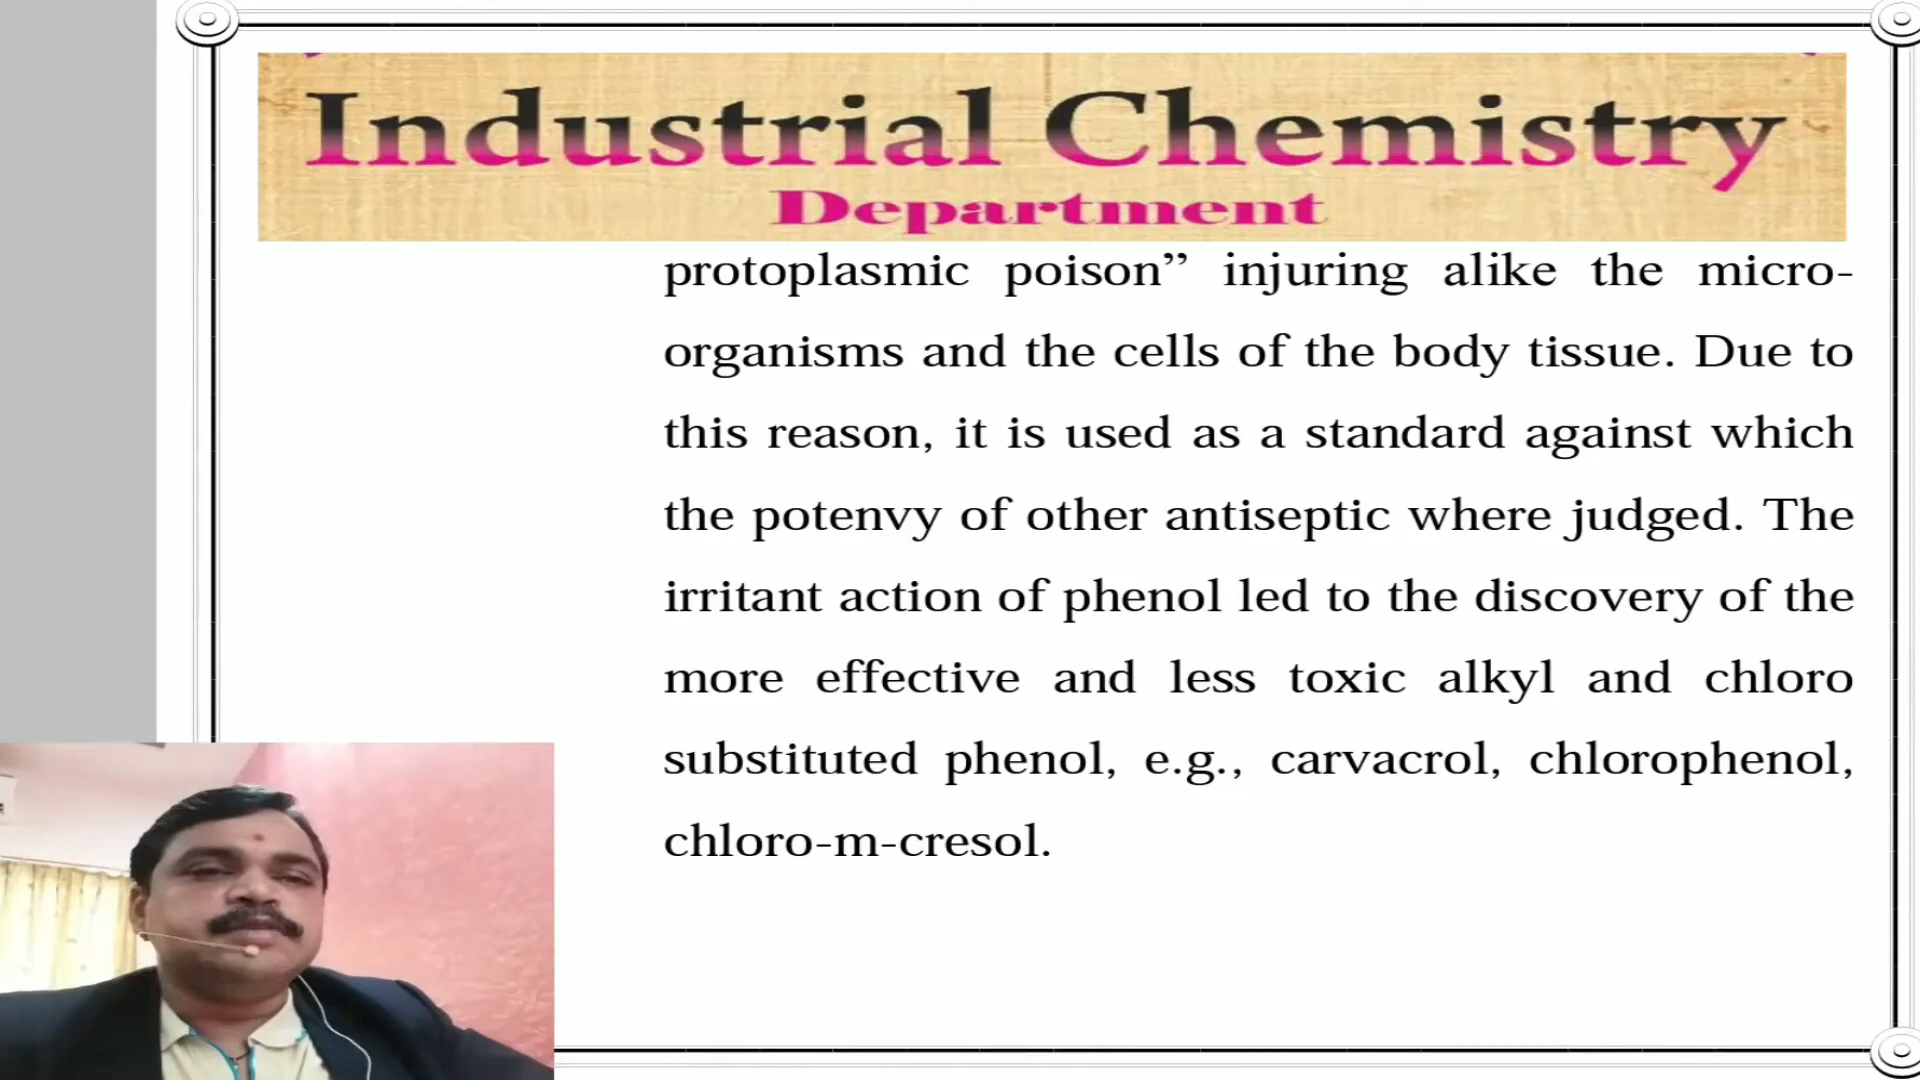 Industrial Chemistry
Department
protoplasmic poison” injuring alike the micro-
organisms and the cells of the body tissue. Due to
this reason, it is used as a standard against which
the potenvy of other antiseptic where judged. The
irritant action of phenol led to the discovery of the
more effective and less toxic alkyl and chloro
substituted phenol, e.g., carvacrol, chlorophenol,
chloro-m-cresol.